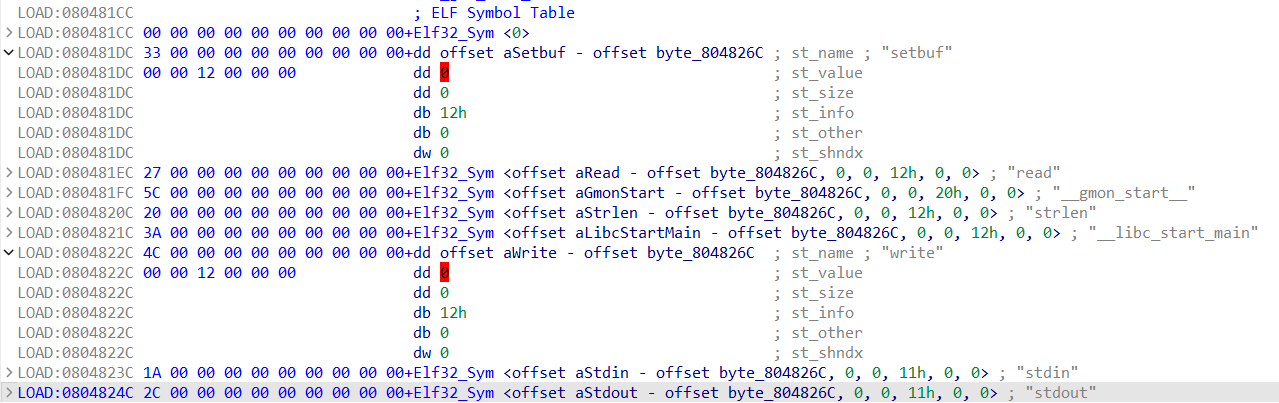 LOAD:080481CC ; ELF Symbol Table
LOAD:080481CC 00 00 00 00 00 00 00 00 00 00+Elf32_Sym <0>
LOAD:080481DC 33 00 00 00 00 00 00 00 00 00+dd offset aSetbuf - offset byte_804826C ; st_name ; "setbuf"
LOAD:080481DC 00 00 12 00 00 00 dd 0 ; st_value
LOAD:080481DC dd 0 ; st_size
LOAD:080481DC db 12h ; st_info
LOAD:080481DC db 0 ; st_other
LOAD:080481DC dw 0 ; st_shndx
LOAD:080481EC 27 00 00 00 00 00 00 00 00 00+Elf32_Sym <offset aRead - offset byte_804826C, 0, 0, 12h, 0, 0> ; "read"
LOAD:080481FC 5C 00 00 00 00 00 00 00 00 00+Elf32_Sym <offset aGmonStart - offset byte_804826C, 0, 0, 20h, 0, 0> ; "__gmon_start__"
LOAD:0804820C 20 00 00 00 00 00 00 00 00 00+Elf32_Sym <offset aStrlen - offset byte_804826C, 0, 0, 12h, 0, 0> ; "strlen"
LOAD:0804821C 3A 00 00 00 00 00 00 00 00 00+Elf32_Sym <offset aLibcStartMain - offset byte_804826C, 0, 0, 12h, 0, 0> ; "__libc_start_main"
LOAD:0804822C 4C 00 00 00 00 00 00 00 00 00+dd offset aWrite - offset byte_804826C ; st_name ; "write"
LOAD:0804822C 00 00 12 00 00 00 dd 0 ; st_value
LOAD:0804822C dd 0 ; st_size
LOAD:0804822C db 12h ; st_info
LOAD:0804822C db 0 ; st_other
LOAD:0804822C dw 0 ; st_shndx
LOAD:0804823C 1A 00 00 00 00 00 00 00 00 00+Elf32_Sym <offset aStdin - offset byte_804826C, 0, 0, 11h, 0, 0> ; "stdin"
LOAD:0804824C 2C 00 00 00 00 00 00 00 00 00+Elf32_Sym <offset aStdout - offset byte_804826C, 0, 0, 11h, 0, 0> ; "stdout"